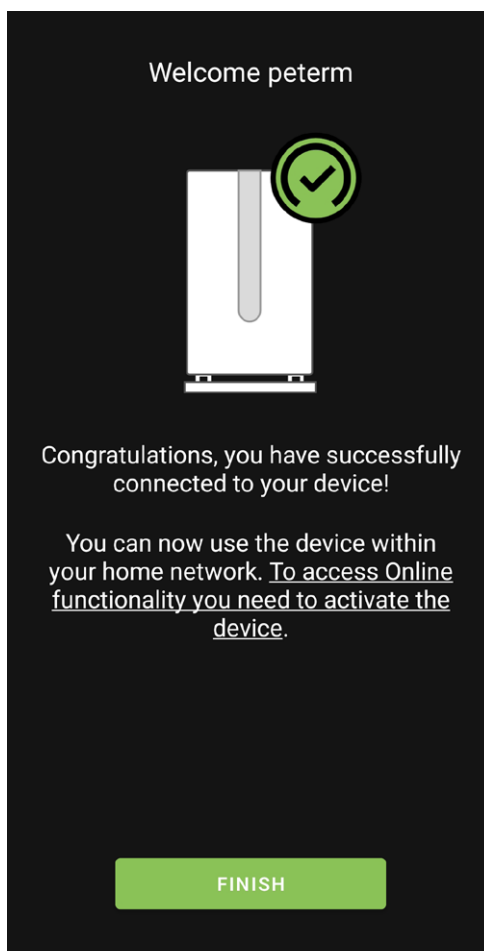 Welcome peterm
Congratulations, you have successfully
connected to your device!
You can now use the device within
your home network. To access Online
functionality you need to activate the
device.
FINISH